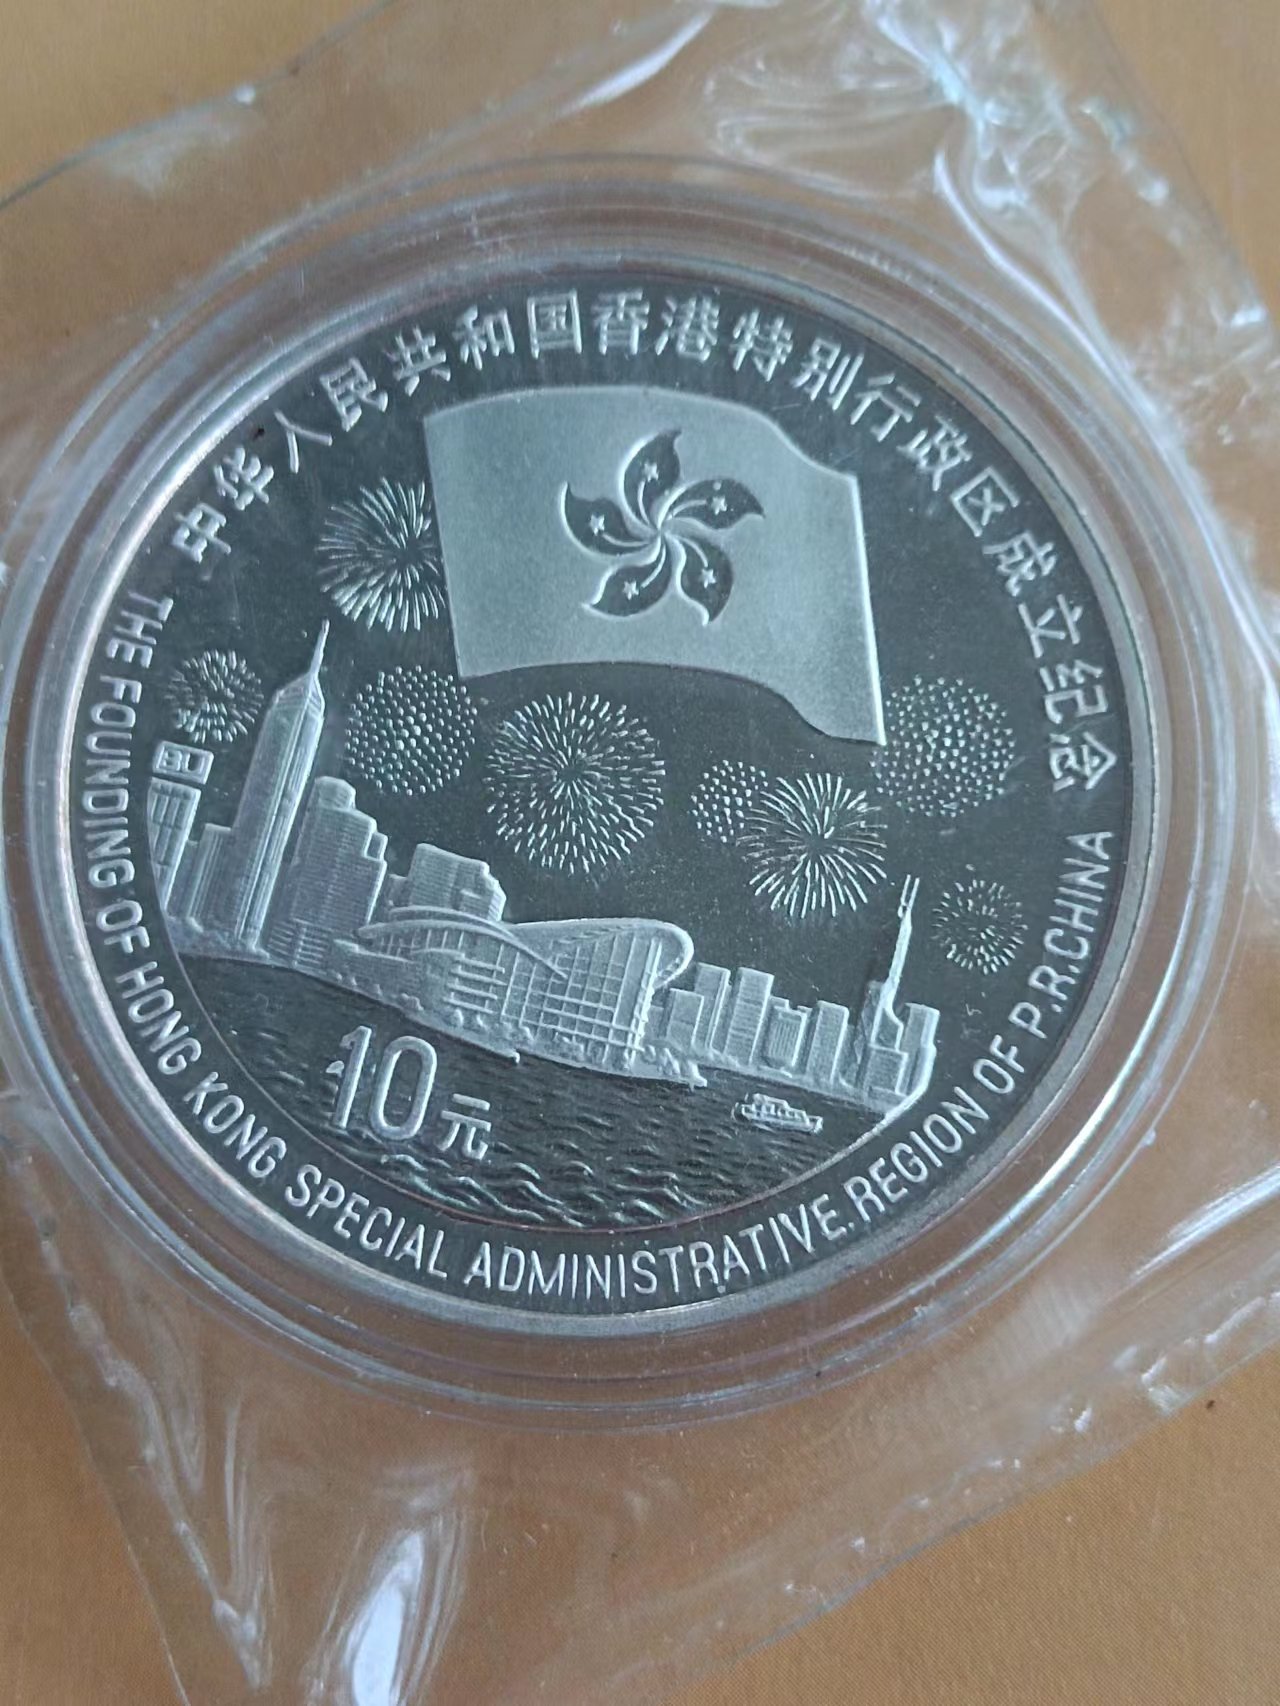 中华人民共和国香港特别行政区成立纪念
10元
THE FOUNDING OF HONG KONG SPECIAL ADMINISTRATIVE REGION OF P.R.CHINA